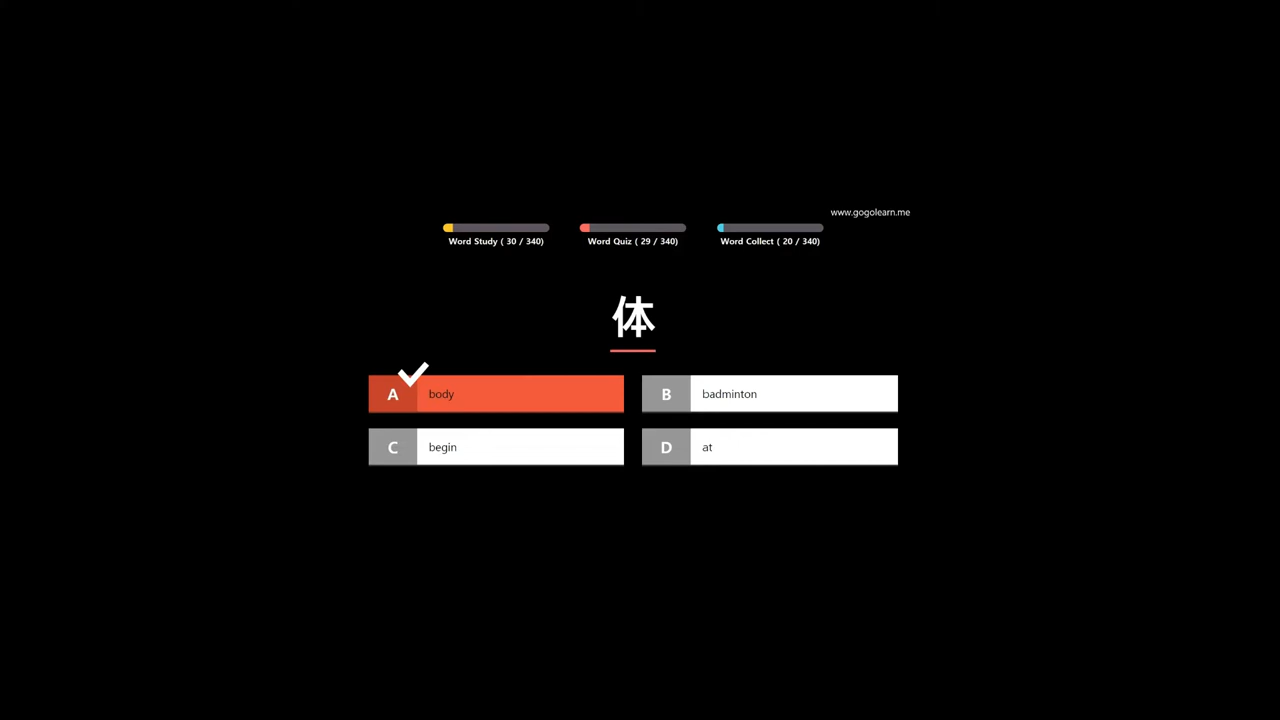 www.gogolearn.me
Word Study ( 30 / 340)
Word Quiz ( 29 / 340)
Word Collect ( 20 / 340)
体
A body
B badminton
C begin
D at